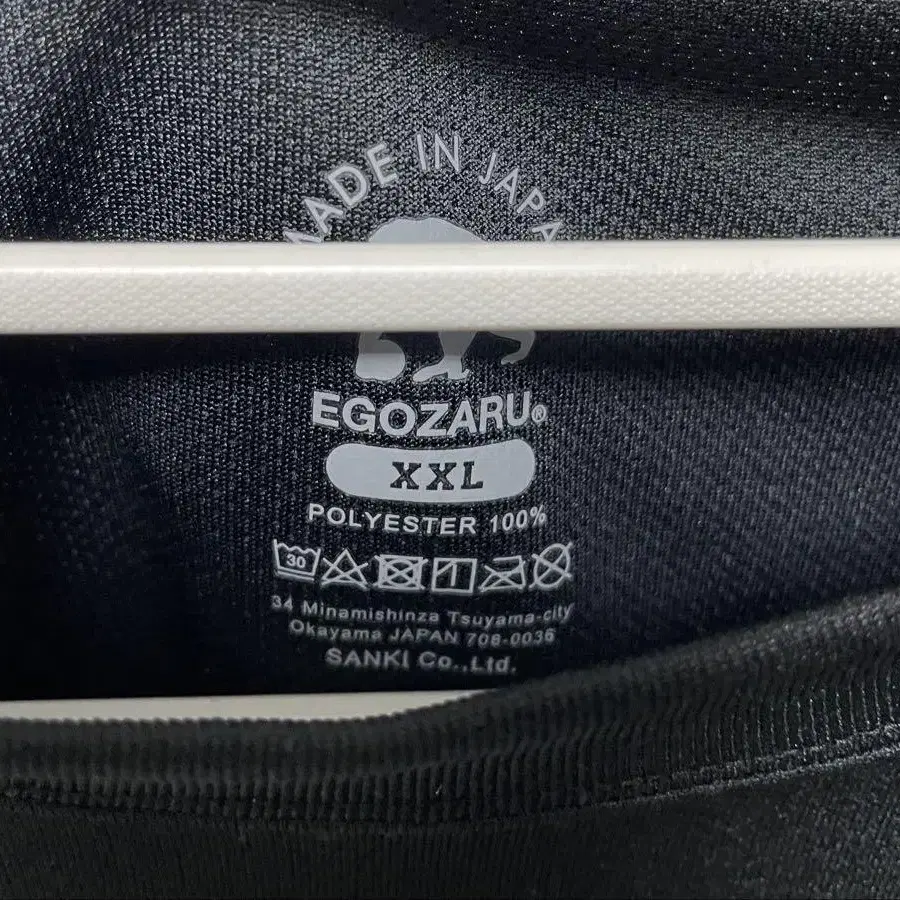 MADE IN JAPA
EGOZARU®
XXL
POLYESTER 100%
30
34 Minamishinza Tsuyama-city
Okayama JAPAN 708-0036
SANKI Co.,Ltd.